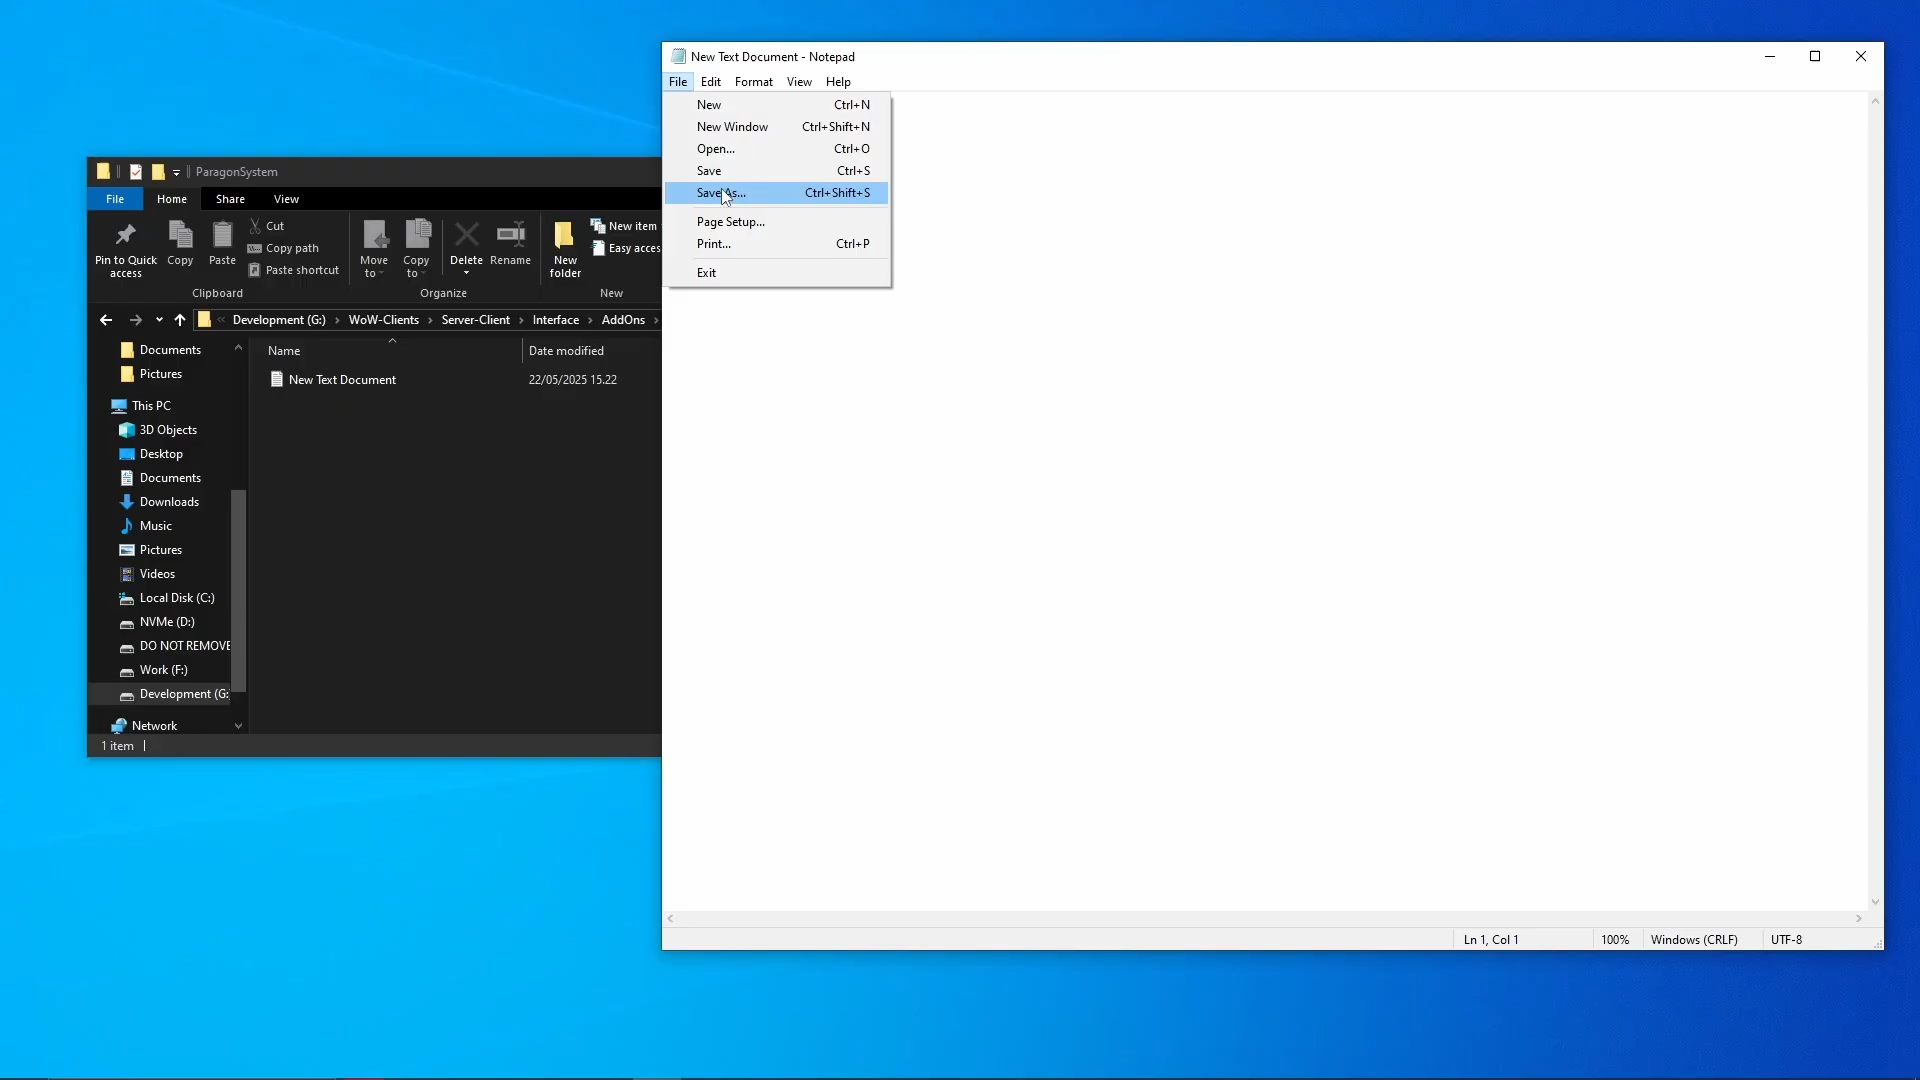 New Text Document - Notepad
File Edit Format View Help
New Ctrl+N
New Window Ctrl+Shift+N
Open... Ctrl+O
Save Ctrl+S
Save As... Ctrl+Shift+S
Page Setup...
Print... Ctrl+P
Exit
ParagonSystem
File Home Share View
Pin to Quick access
Copy
Paste
Cut
Copy path
Paste shortcut
Move to
Copy to
Delete
Rename
New folder
New item
Easy acces
Clipboard Organize New
« Development (G:) › WoW-Clients › Server-Client › Interface › AddOns ›
Name Date modified
New Text Document 22/05/2025 15.22
Documents
Pictures
This PC
3D Objects
Desktop
Documents
Downloads
Music
Pictures
Videos
Local Disk (C:)
NVMe (D:)
DO NOT REMOVE
Work (F:)
Development (G:
Network
1 item
Ln 1, Col 1 100% Windows (CRLF) UTF-8